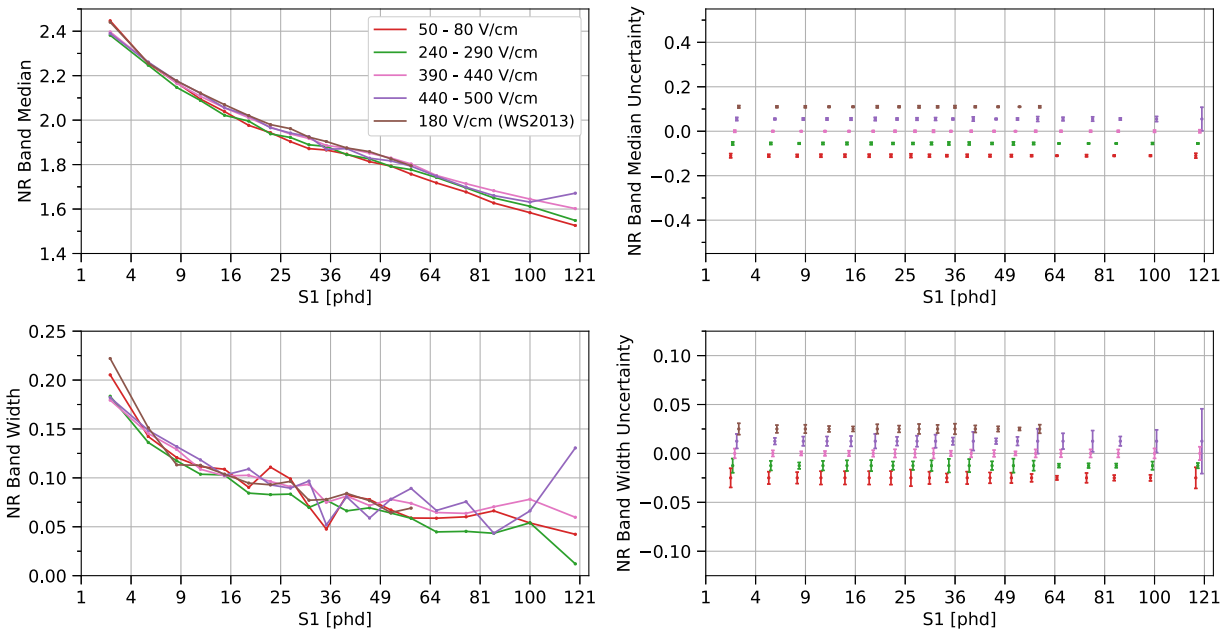 2.4
2.2
2.0
1.8
1.6
1.4
NR Band Median
1 4 9 16 25 36 49 64 81 100 121
S1 [phd]
50 - 80 V/cm
240 - 290 V/cm
390 - 440 V/cm
440 - 500 V/cm
180 V/cm (WS2013)
0.4
0.2
0.0
−0.2
−0.4
NR Band Median Uncertainty
1 4 9 16 25 36 49 64 81 100 121
S1 [phd]
0.25
0.20
0.15
0.10
0.05
0.00
NR Band Width
1 4 9 16 25 36 49 64 81 100 121
S1 [phd]
0.10
0.05
0.00
−0.05
−0.10
NR Band Width Uncertainty
1 4 9 16 25 36 49 64 81 100 121
S1 [phd]